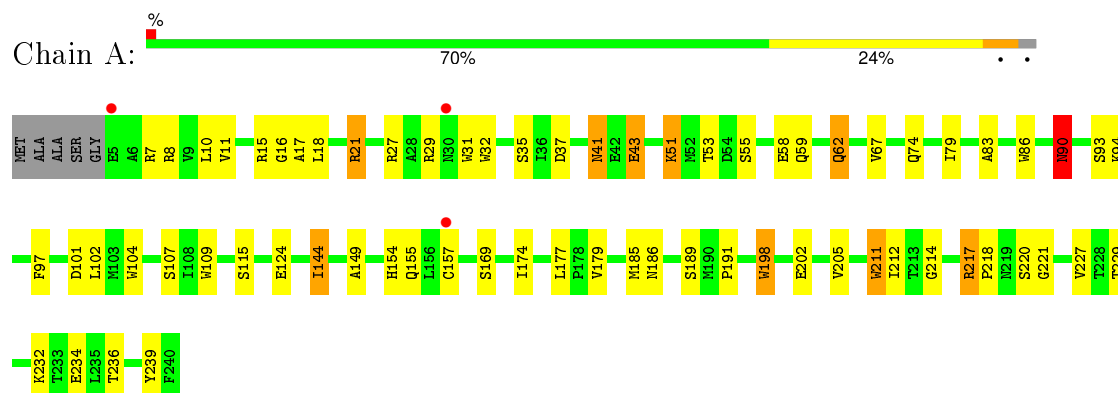 %
Chain A:
70% 24% • •
MET ALA ALA SER GLY E5 A6 R7 R8 V9 L10 V11 R15 G16 A17 L18 R21 R27 A28 R29 N30 W31 W32 S35 I36 D37 N41 E42 E43 K51 M52 T53 D54 S55 E58 Q59 Q62 V67 Q74 I79 A83 W86 N90 S93 K94
F97 D101 L102 M103 W104 S107 I108 W109 S115 E124 I144 A149 H154 Q155 L156 C157 S169 I174 L177 P178 V179 M185 N186 S189 M190 P191 W198 E202 V205 W211 I212 T213 G214 R217 P218 N219 S220 G221 V227 T228 T229
K232 T233 E234 L235 T236 Y239 F240